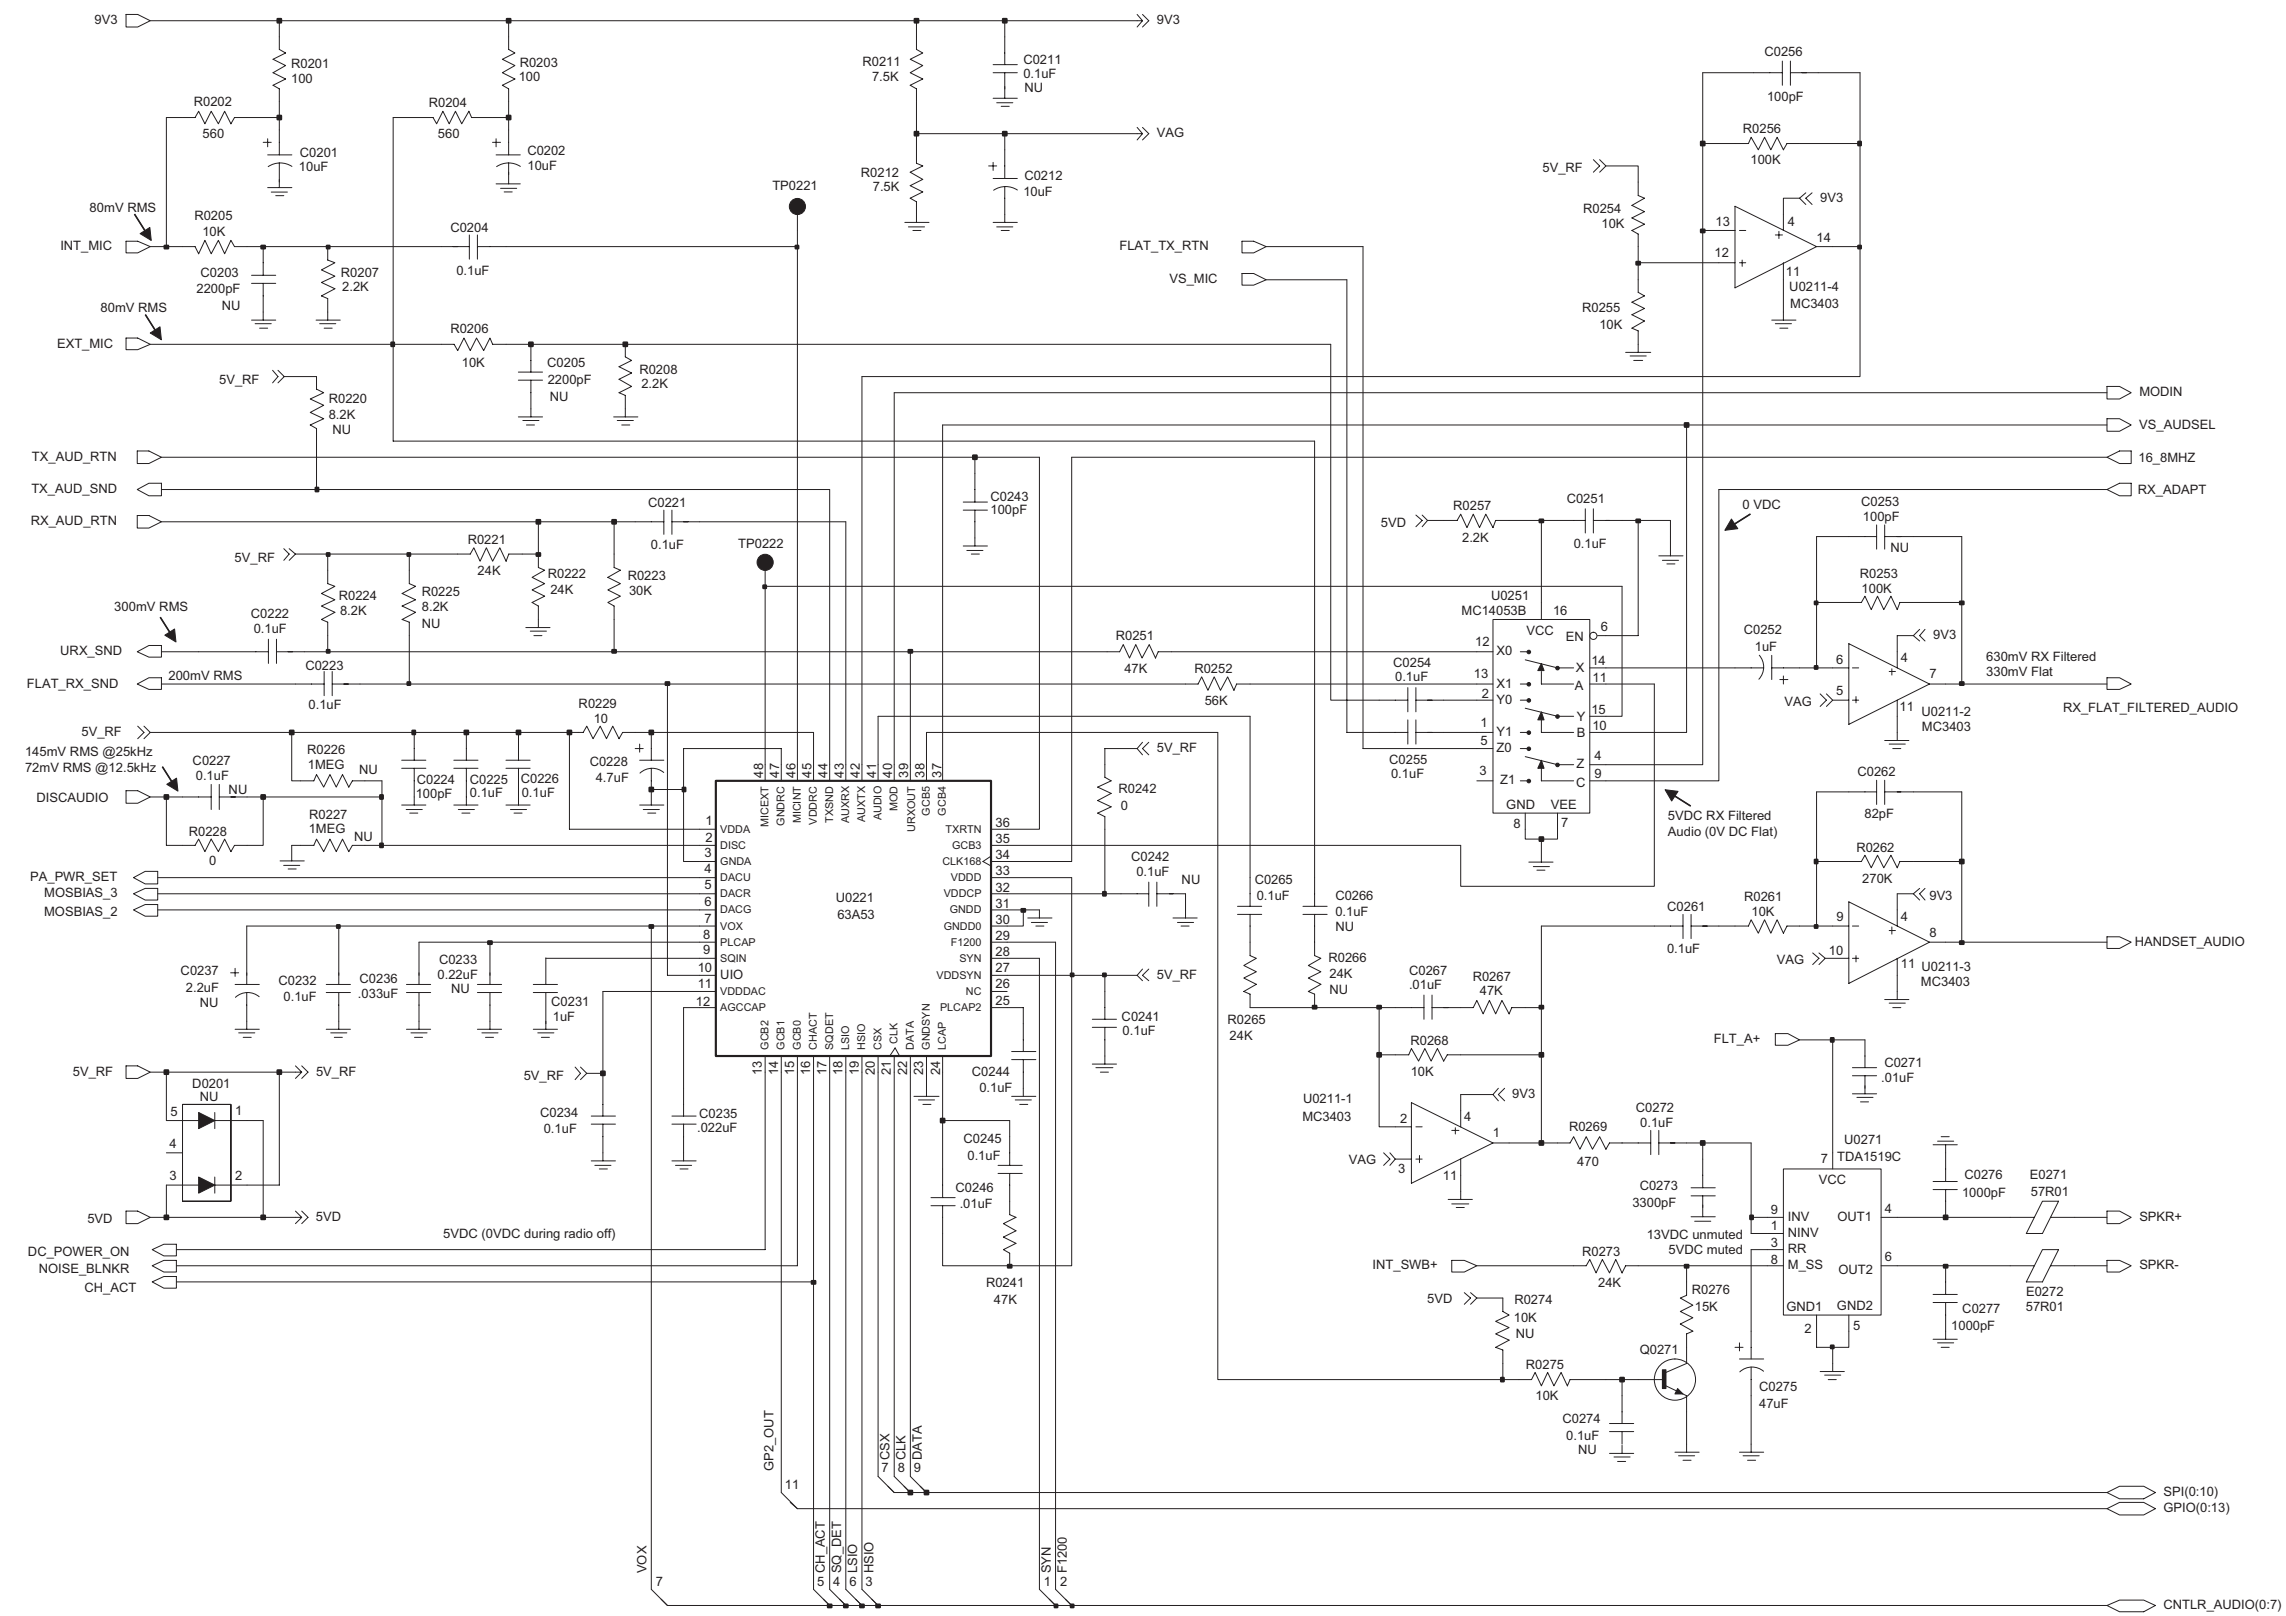 9V3
R0201
100
R0203
100
R0202
560
R0204
560
+
C0201
10uF
+
C0202
10uF
R0211
7.5K
C0211
0.1uF
NU
9V3
VAG
R0212
7.5K
+
C0212
10uF
TP0221
80mV RMS
R0205
10K
INT_MIC
C0203
2200pF
NU
R0207
2.2K
C0204
0.1uF
80mV RMS
EXT_MIC
R0206
10K
C0205
2200pF
NU
R0208
2.2K
FLAT_TX_RTN
VS_MIC
C0256
100pF
R0256
100K
5V_RF
R0254
10K
R0255
10K
9V3
13
12
4
14
11
−
+
+
U0211-4
MC3403
5V_RF
R0220
8.2K
NU
TX_AUD_RTN
TX_AUD_SND
RX_AUD_RTN
C0221
0.1uF
C0243
100pF
MODIN
VS_AUDSEL
16_8MHZ
RX_ADAPT
5V_RF
R0221
24K
R0222
24K
R0223
30K
R0224
8.2K
R0225
8.2K
NU
TP0222
300mV RMS
C0222
0.1uF
URX_SND
FLAT_RX_SND
200mV RMS
C0223
0.1uF
R0251
47K
R0252
56K
5VD
R0257
2.2K
C0251
0.1uF
0 VDC
U0251
MC14053B
16
VCC
EN
6
12
X0
13
X1
2
Y0
1
Y1
5
Z0
3
Z1
X
14
A
11
Y
15
B
10
Z
4
C
9
GND
VEE
8
7
C0254
0.1uF
C0255
0.1uF
5VDC RX Filtered
Audio (0V DC Flat)
C0253
100pF
NU
R0253
100K
C0252
1uF
+
VAG
9V3
6
5
4
7
11
−
+
+
U0211-2
MC3403
630mV RX Filtered
330mV Flat
RX_FLAT_FILTERED_AUDIO
5V_RF
145mV RMS @25kHz
72mV RMS @12.5kHz
DISCAUDIO
C0227
0.1uF
NU
R0228
0
R0226
1MEG
NU
R0227
1MEG
NU
C0224
100pF
C0225
0.1uF
C0226
0.1uF
R0229
10
C0228
4.7uF
+
PA_PWR_SET
MOSBIAS_3
MOSBIAS_2
48
47
46
45
44
43
42
41
40
39
38
37
MICEXT
GNDRC
MICINT
VDDRC
TXSND
AUXRX
AUXTX
AUDIO
MOD
URXOUT
GCB5
GCB4
1
VDDA
2
DISC
3
GNDA
4
DACU
5
DACR
6
DACG
7
VOX
8
PLCAP
9
SQIN
10
UIO
11
VDDDAC
12
AGCCAP
U0221
63A53
TXRTN
36
GCB3
35
CLK168
34
VDDD
33
VDDCP
32
GNDD
31
GNDD0
30
F1200
29
SYN
28
VDDSYN
27
NC
26
PLCAP2
25
GCB2
GCB1
GCB0
CHACT
SQDET
LSIO
HSIO
CSX
CLK
DATA
GNDSYN
LCAP
13
14
15
16
17
18
19
20
21
22
23
24
5V_RF
R0242
0
C0242
0.1uF
NU
5V_RF
C0241
0.1uF
C0244
0.1uF
C0237
2.2uF
NU
+
C0232
0.1uF
C0236
.033uF
C0233
0.22uF
NU
C0231
1uF
5V_RF
C0234
0.1uF
C0235
.022uF
C0245
0.1uF
C0246
.01uF
R0241
47K
5V_RF
D0201
NU
5V_RF
5
4
3
1
2
5VD
5VD
DC_POWER_ON
NOISE_BLNKR
CH_ACT
5VDC (0VDC during radio off)
C0265
0.1uF
R0265
24K
C0266
0.1uF
NU
R0266
24K
NU
C0267
.01uF
R0267
47K
R0268
10K
U0211-1
MC3403
9V3
VAG
2
3
4
1
11
−
+
+
C0261
0.1uF
R0261
10K
C0262
82pF
R0262
270K
9V3
VAG
9
10
4
8
11
−
+
+
U0211-3
MC3403
HANDSET_AUDIO
FLT_A+
C0271
.01uF
R0269
470
C0272
0.1uF
C0273
3300pF
U0271
TDA1519C
7
VCC
9
INV
1
NINV
3
RR
8
M_SS
OUT1
4
OUT2
6
GND1
GND2
2
5
13VDC unmuted
5VDC muted
INT_SWB+
R0273
24K
R0276
15K
5VD
R0274
10K
NU
R0275
10K
Q0271
C0274
0.1uF
NU
+
C0275
47uF
C0276
1000pF
C0277
1000pF
E0271
57R01
E0272
57R01
SPKR+
SPKR-
GP2_OUT
11
CSX
CLK
DATA
7
8
9
VOX
7
CH_ACT
SQ_DET
LSIO
HSIO
5
4
6
3
SYN
F1200
1
2
SPI(0:10)
GPIO(0:13)
CNTLR_AUDIO(0:7)